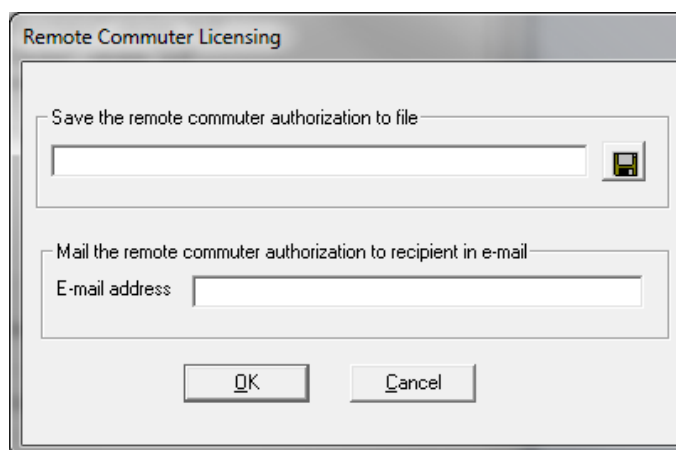 Remote Commuter Licensing
Save the remote commuter authorization to file
Mail the remote commuter authorization to recipient in e-mail
E-mail address
OK Cancel